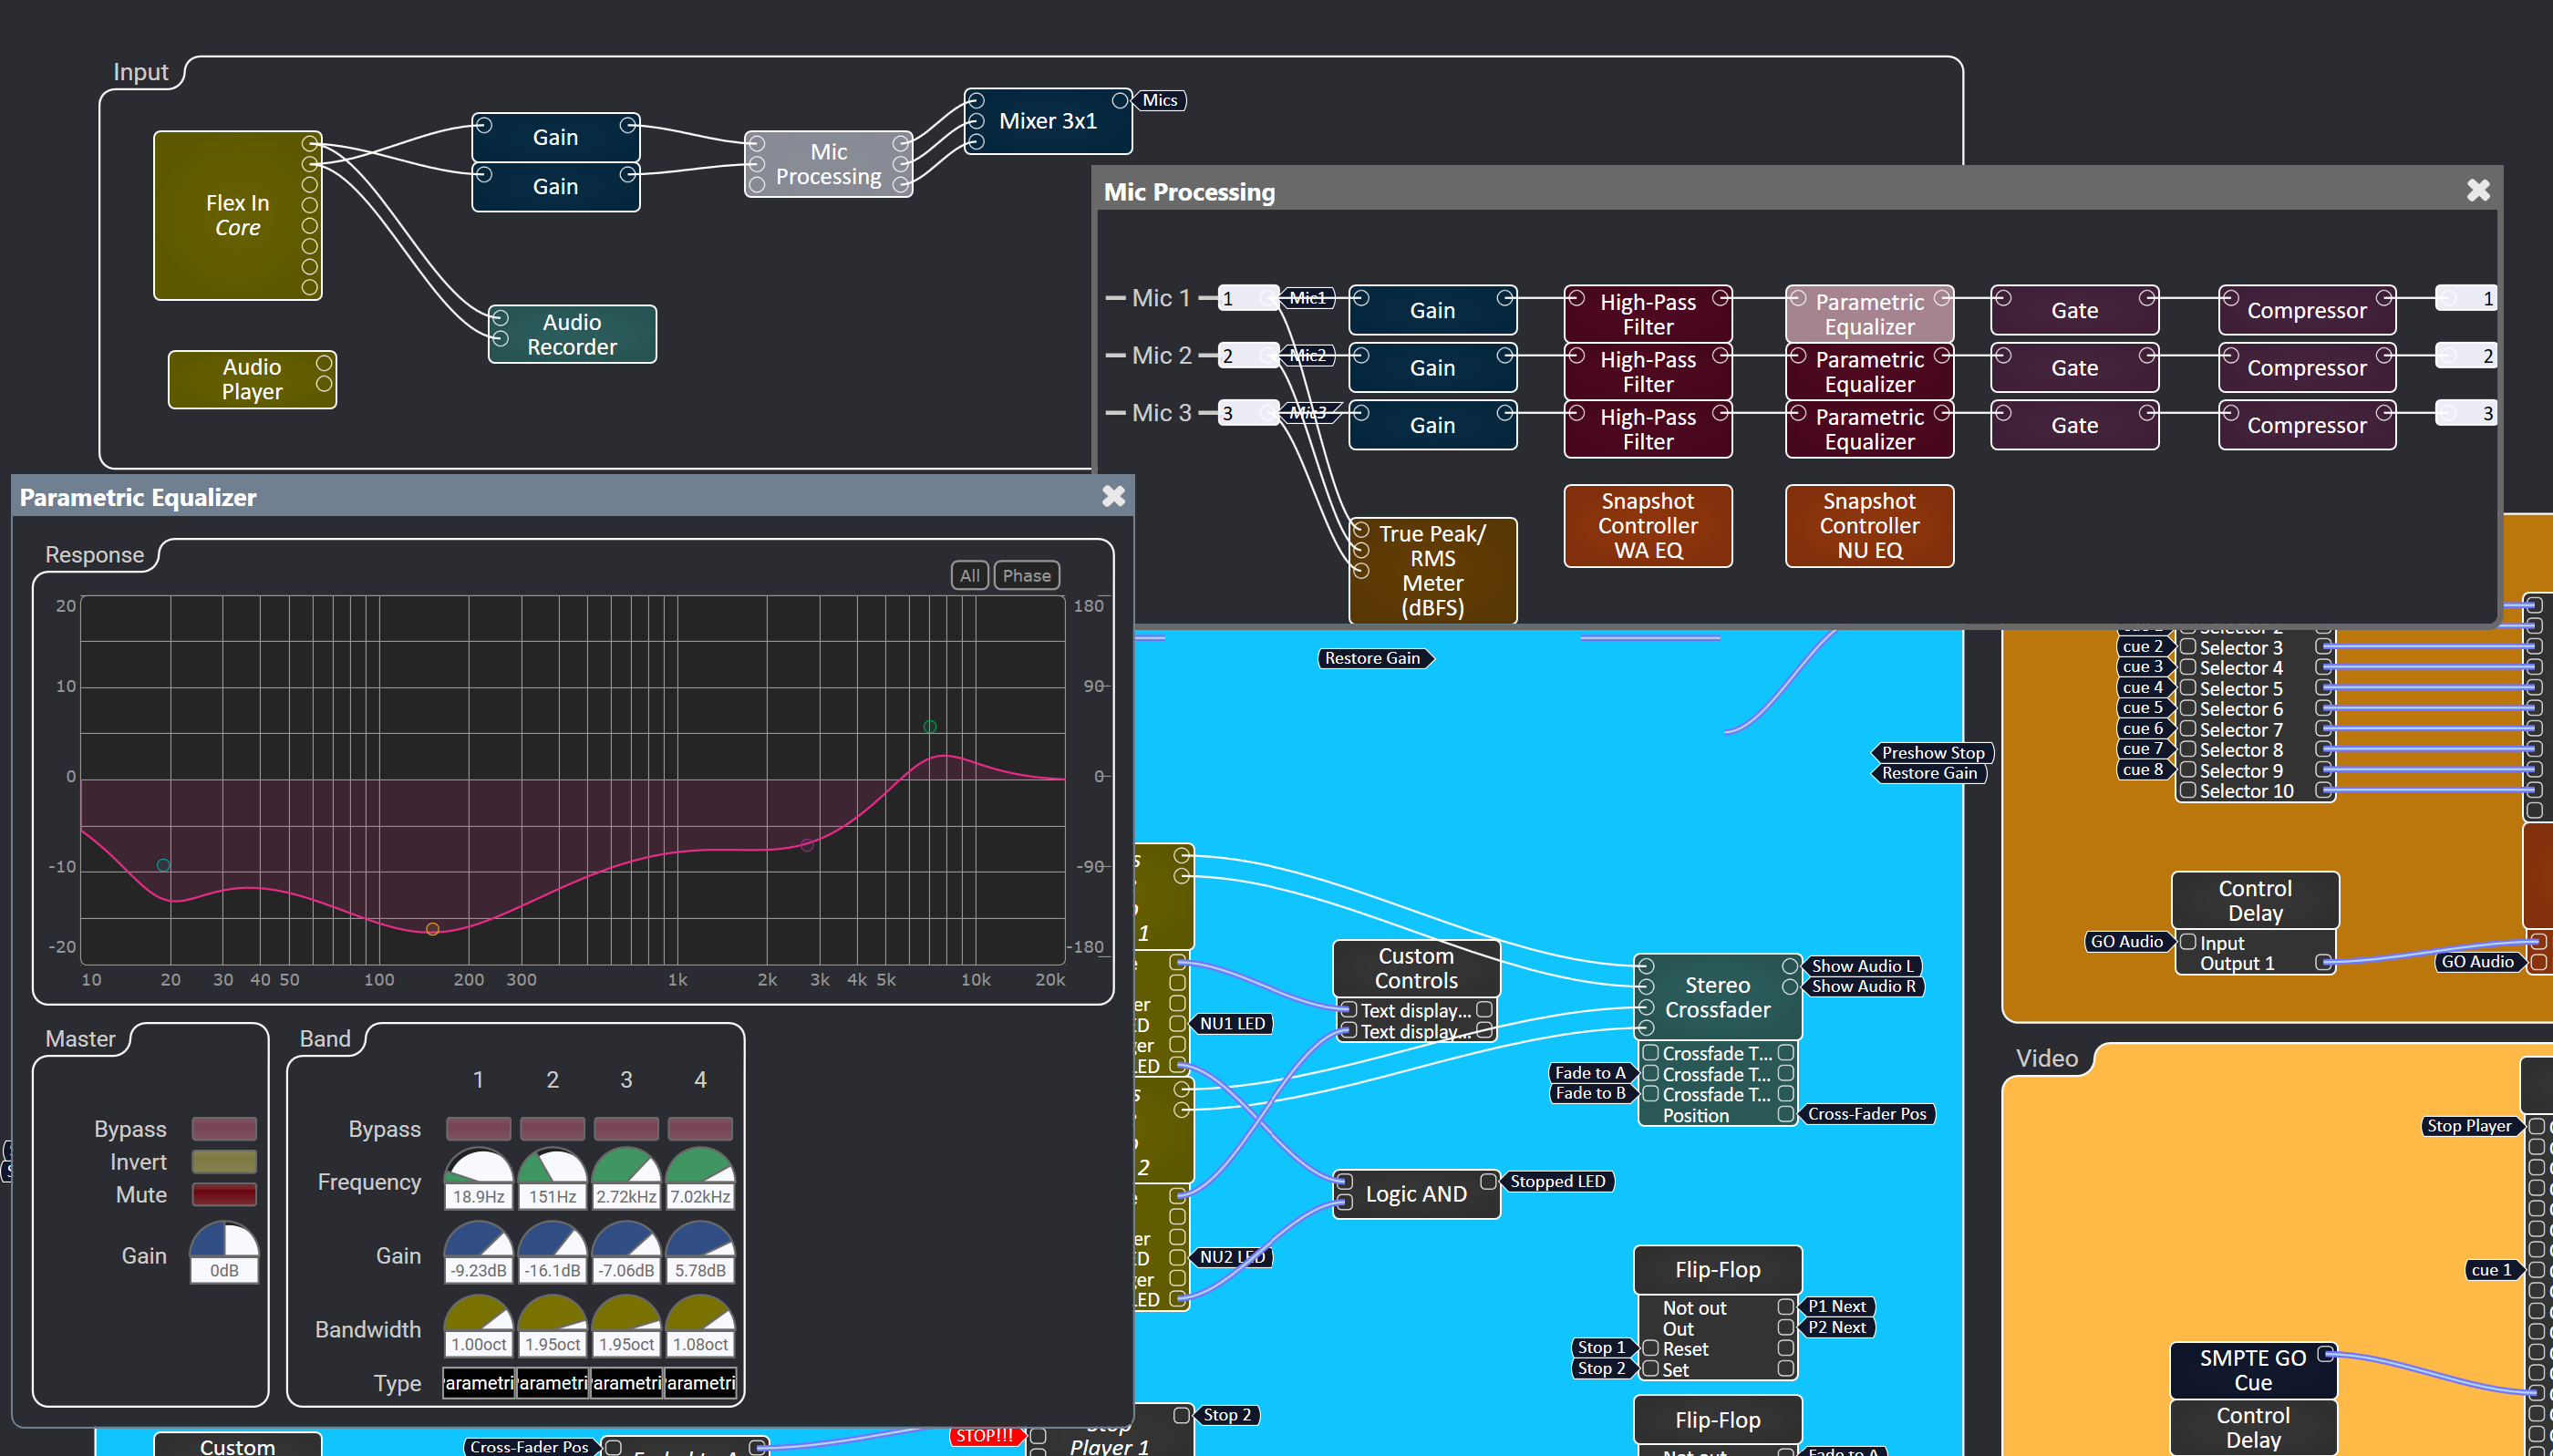 Input
Flex In
Core
Gain
Gain
Mic
Processing
Mixer 3x1
Mics
Audio
Recorder
Audio
Player
Mic Processing
Mic 1
1
Mic1
Gain
High-Pass
Filter
Parametric
Equalizer
Gate
Compressor
1
Mic 2
2
Mic2
Gain
High-Pass
Filter
Parametric
Equalizer
Gate
Compressor
2
Mic 3
3
Mic3
Gain
High-Pass
Filter
Parametric
Equalizer
Gate
Compressor
3
True Peak/
RMS
Meter
(dBFS)
Snapshot
Controller
WA EQ
Snapshot
Controller
NU EQ
Parametric Equalizer
Response
All
Phase
20
10
0
-10
-20
180
90
0
-90
-180
10 20 30 40 50 100 200 300 1k 2k 3k 4k 5k 10k 20k
Master
Bypass
Invert
Mute
Gain
0dB
Band
1 2 3 4
Bypass
Frequency
18.9Hz 151Hz 2.72kHz 7.02kHz
Gain
-9.23dB -16.1dB -7.06dB 5.78dB
Bandwidth
1.00oct 1.95oct 1.95oct 1.08oct
Type
arametri arametri arametri arametri
Restore Gain
Preshow Stop
Restore Gain
1
NU1 LED
2
NU2 LED
Custom
Controls
Text display...
Text display...
Stereo
Crossfader
Show Audio L
Show Audio R
Crossfade T...
Crossfade T...
Crossfade T...
Position
Fade to A
Fade to B
Cross-Fader Pos
Logic AND
Stopped LED
Flip-Flop
Not out
Out
Reset
Set
P1 Next
P2 Next
Stop 1
Stop 2
Flip-Flop
Not out
Fade to A
Custom
Cross-Fader Pos
STOP!!!
Stop
Player 1
Stop 2
Selector 2
cue 2
Selector 3
cue 3
Selector 4
cue 4
Selector 5
cue 5
Selector 6
cue 6
Selector 7
cue 7
Selector 8
cue 8
Selector 9
Selector 10
Control
Delay
GO Audio
Input
Output 1
GO Audio
Video
Stop Player
cue 1
SMPTE GO
Cue
Control
Delay